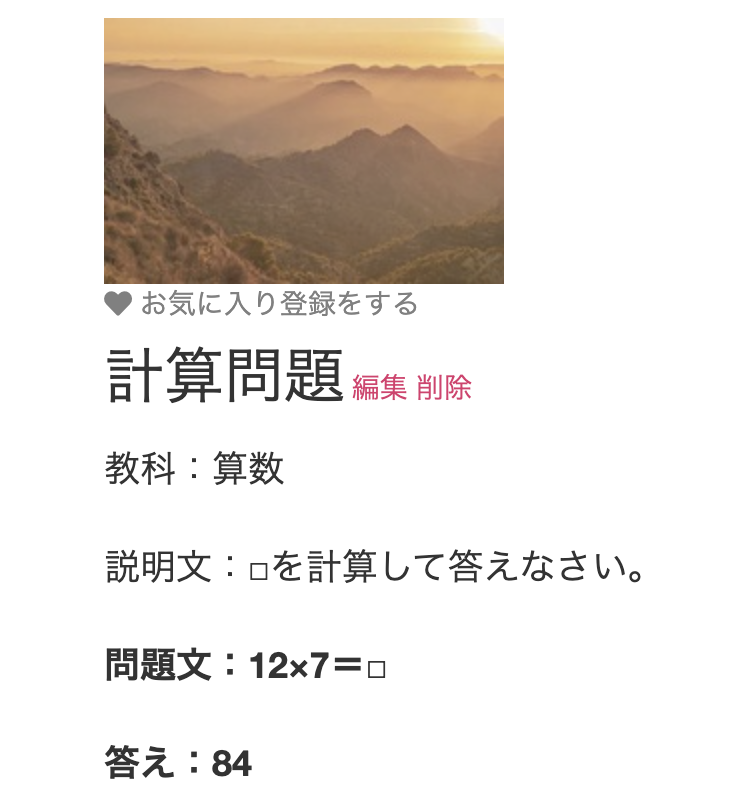 お気に入り登録をする
計算問題 編集 削除
教科：算数
説明文：□を計算して答えなさい。
問題文：12×7＝□
答え：84